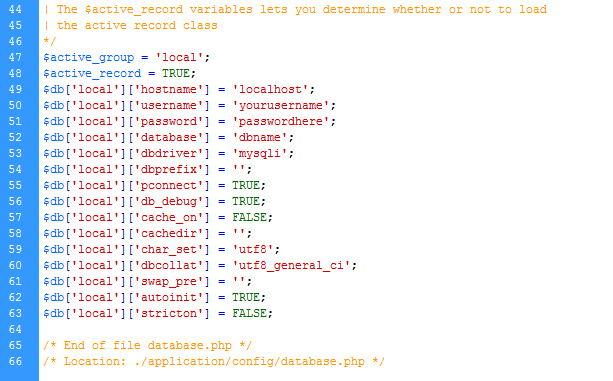 44 | The $active_record variables lets you determine whether or not to load
45 | the active record class
46 */
47 $active_group = 'local';
48 $active_record = TRUE;
49 $db['local']['hostname'] = 'localhost';
50 $db['local']['username'] = 'yourusername';
51 $db['local']['password'] = 'passwordhere';
52 $db['local']['database'] = 'dbname';
53 $db['local']['dbdriver'] = 'mysqli';
54 $db['local']['dbprefix'] = '';
55 $db['local']['pconnect'] = TRUE;
56 $db['local']['db_debug'] = TRUE;
57 $db['local']['cache_on'] = FALSE;
58 $db['local']['cachedir'] = '';
59 $db['local']['char_set'] = 'utf8';
60 $db['local']['dbcollat'] = 'utf8_general_ci';
61 $db['local']['swap_pre'] = '';
62 $db['local']['autoinit'] = TRUE;
63 $db['local']['stricton'] = FALSE;
64
65 /* End of file database.php */
66 /* Location: ./application/config/database.php */